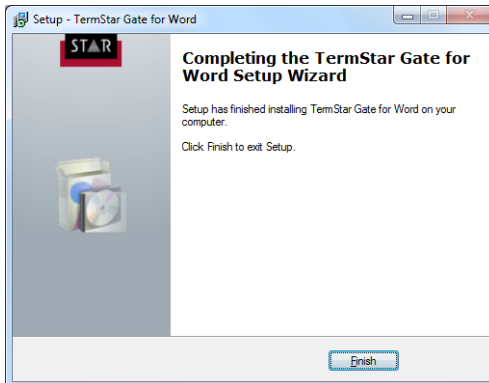 Setup - TermStar Gate for Word
STAR
Completing the TermStar Gate for
Word Setup Wizard
Setup has finished installing TermStar Gate for Word on your
computer.
Click Finish to exit Setup.
Finish